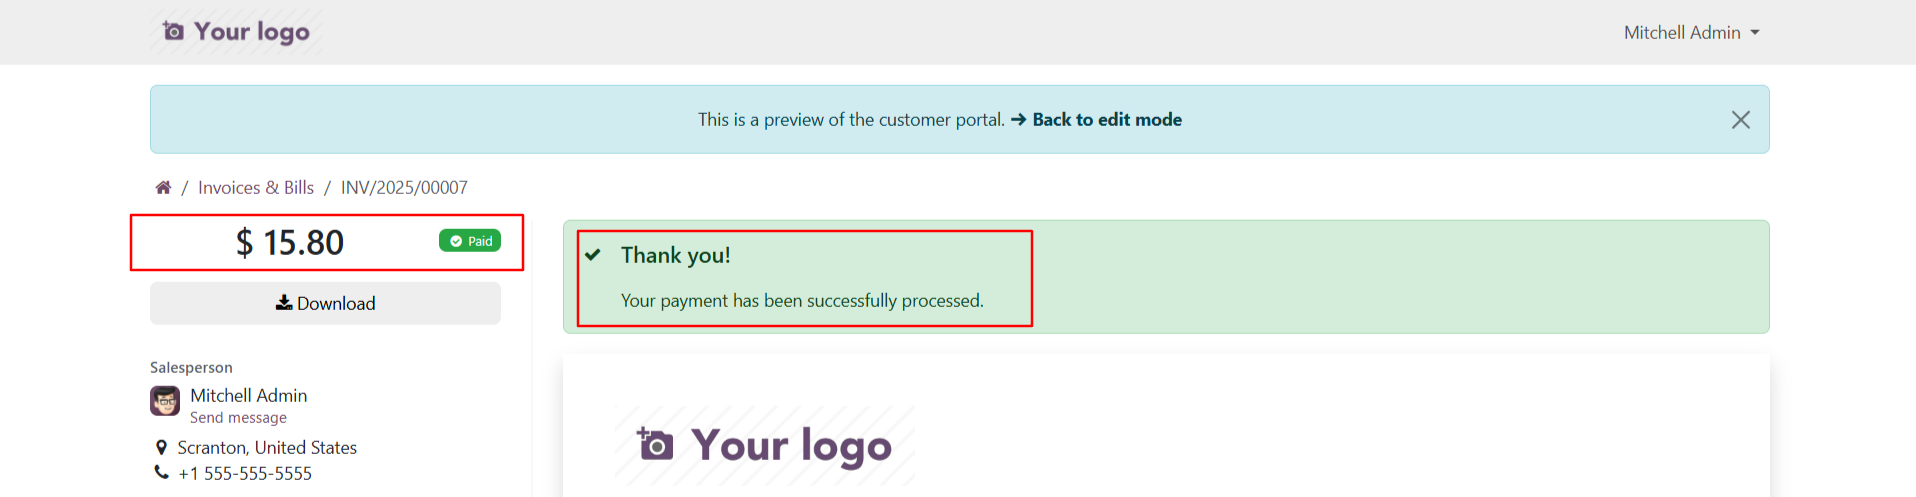 Your logo
Mitchell Admin
This is a preview of the customer portal. → Back to edit mode
/ Invoices & Bills / INV/2025/00007
$ 15.80
Paid
Download
Thank you!
Your payment has been successfully processed.
Salesperson
Mitchell Admin
Send message
Scranton, United States
+1 555-555-5555
Your logo